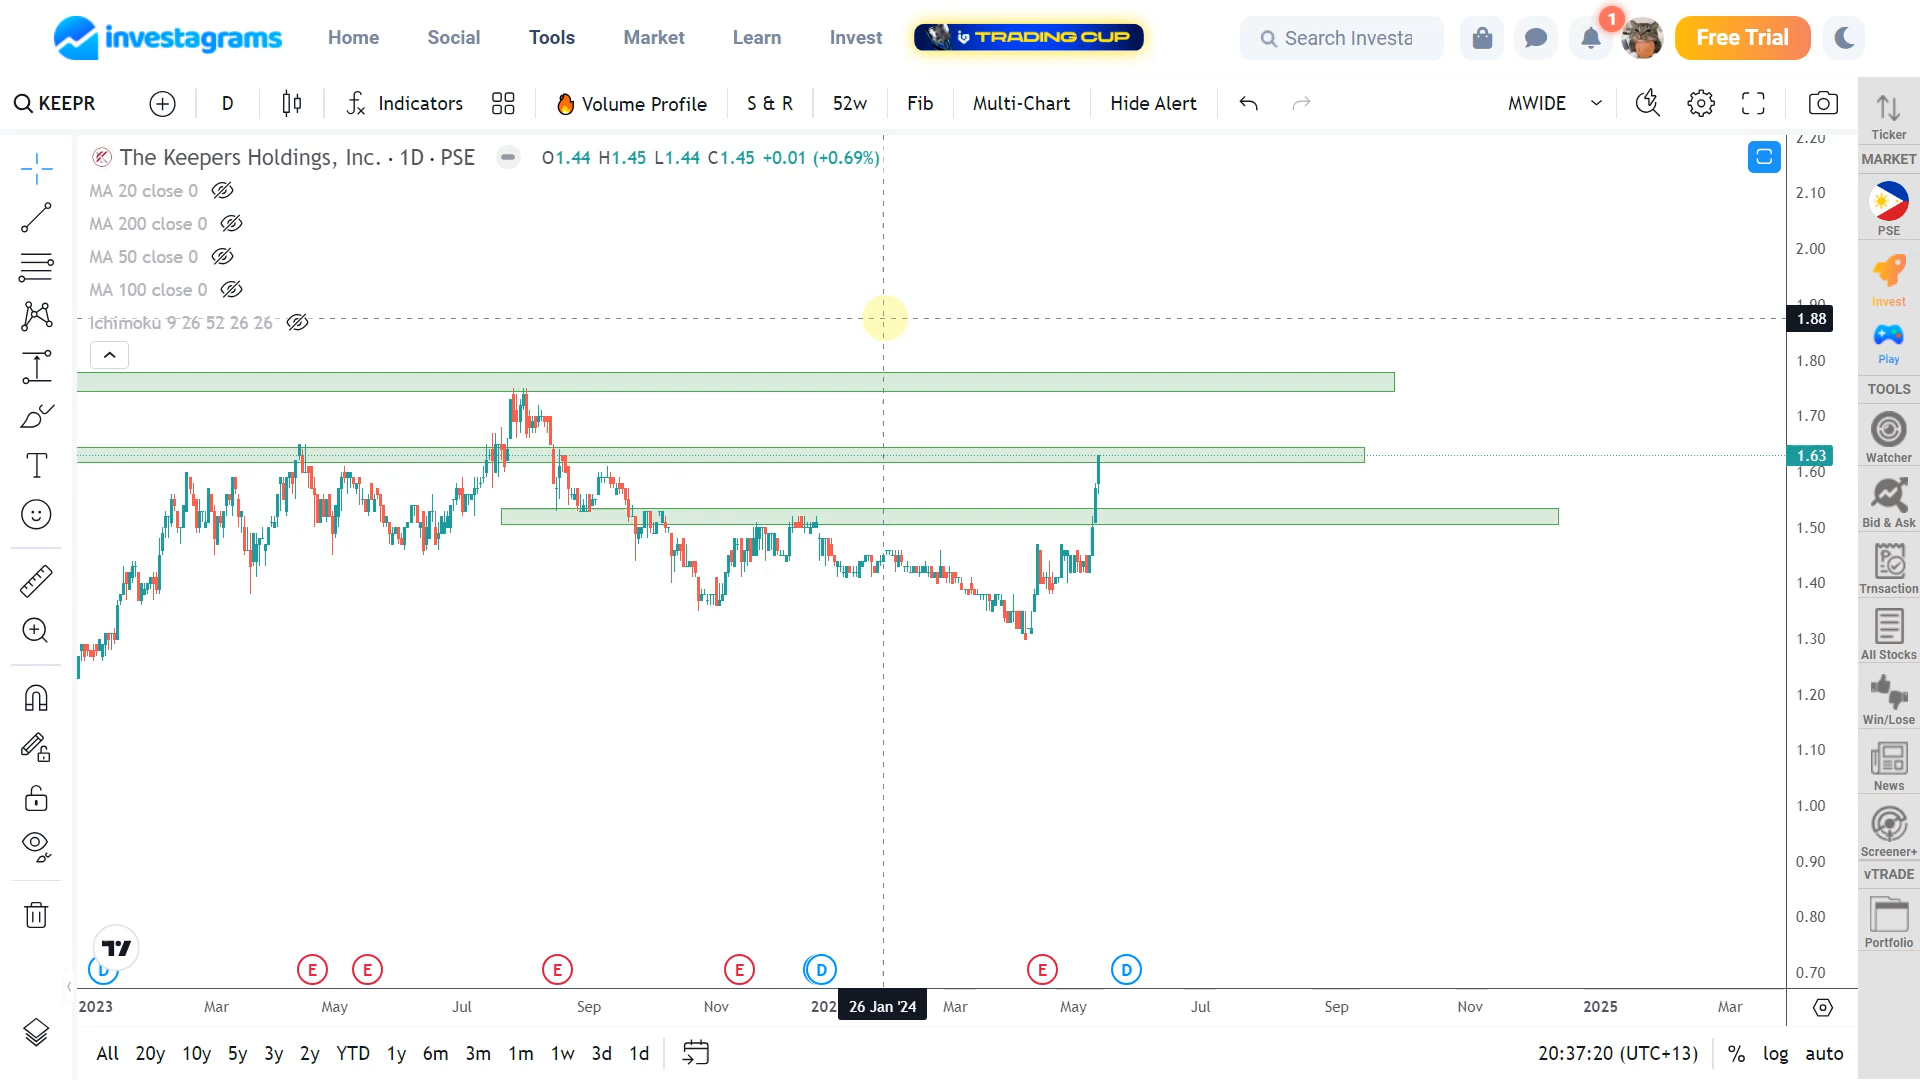 investagrams Home Social Tools Market Learn Invest TRADING CUP Search Investa 1 Free Trial
KEEPR D Indicators Volume Profile S & R 52w Fib Multi-Chart Hide Alert MWIDE
The Keepers Holdings, Inc. · 1D · PSE O1.44 H1.45 L1.44 C1.45 +0.01 (+0.69%)
MA 20 close 0
MA 200 close 0
MA 50 close 0
MA 100 close 0
Ichimoku 9 26 52 26 26
2.20
2.10
2.00
1.90
1.88
1.80
1.70
1.63
1.60
1.50
1.40
1.30
1.20
1.10
1.00
0.90
0.80
0.70
Ticker
MARKET
PSE
Invest
Play
TOOLS
Watcher
Bid & Ask
Trnsaction
All Stocks
Win/Lose
News
Screener+
vTRADE
Portfolio
D E E E E D E D
2023 Mar May Jul Sep Nov 202 26 Jan '24 Mar May Jul Sep Nov 2025 Mar
All 20y 10y 5y 3y 2y YTD 1y 6m 3m 1m 1w 3d 1d 20:37:20 (UTC+13) % log auto